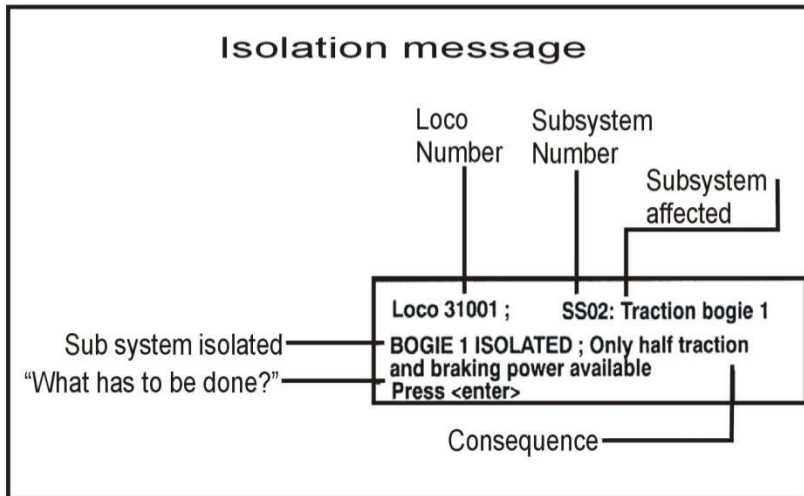 Isolation message
Loco
Number
Subsystem
Number
Subsystem
affected
Loco 31001 ; SS02: Traction bogie 1
Sub system isolated
BOGIE 1 ISOLATED ; Only half traction
and braking power available
"What has to be done?"
Press <enter>
Consequence